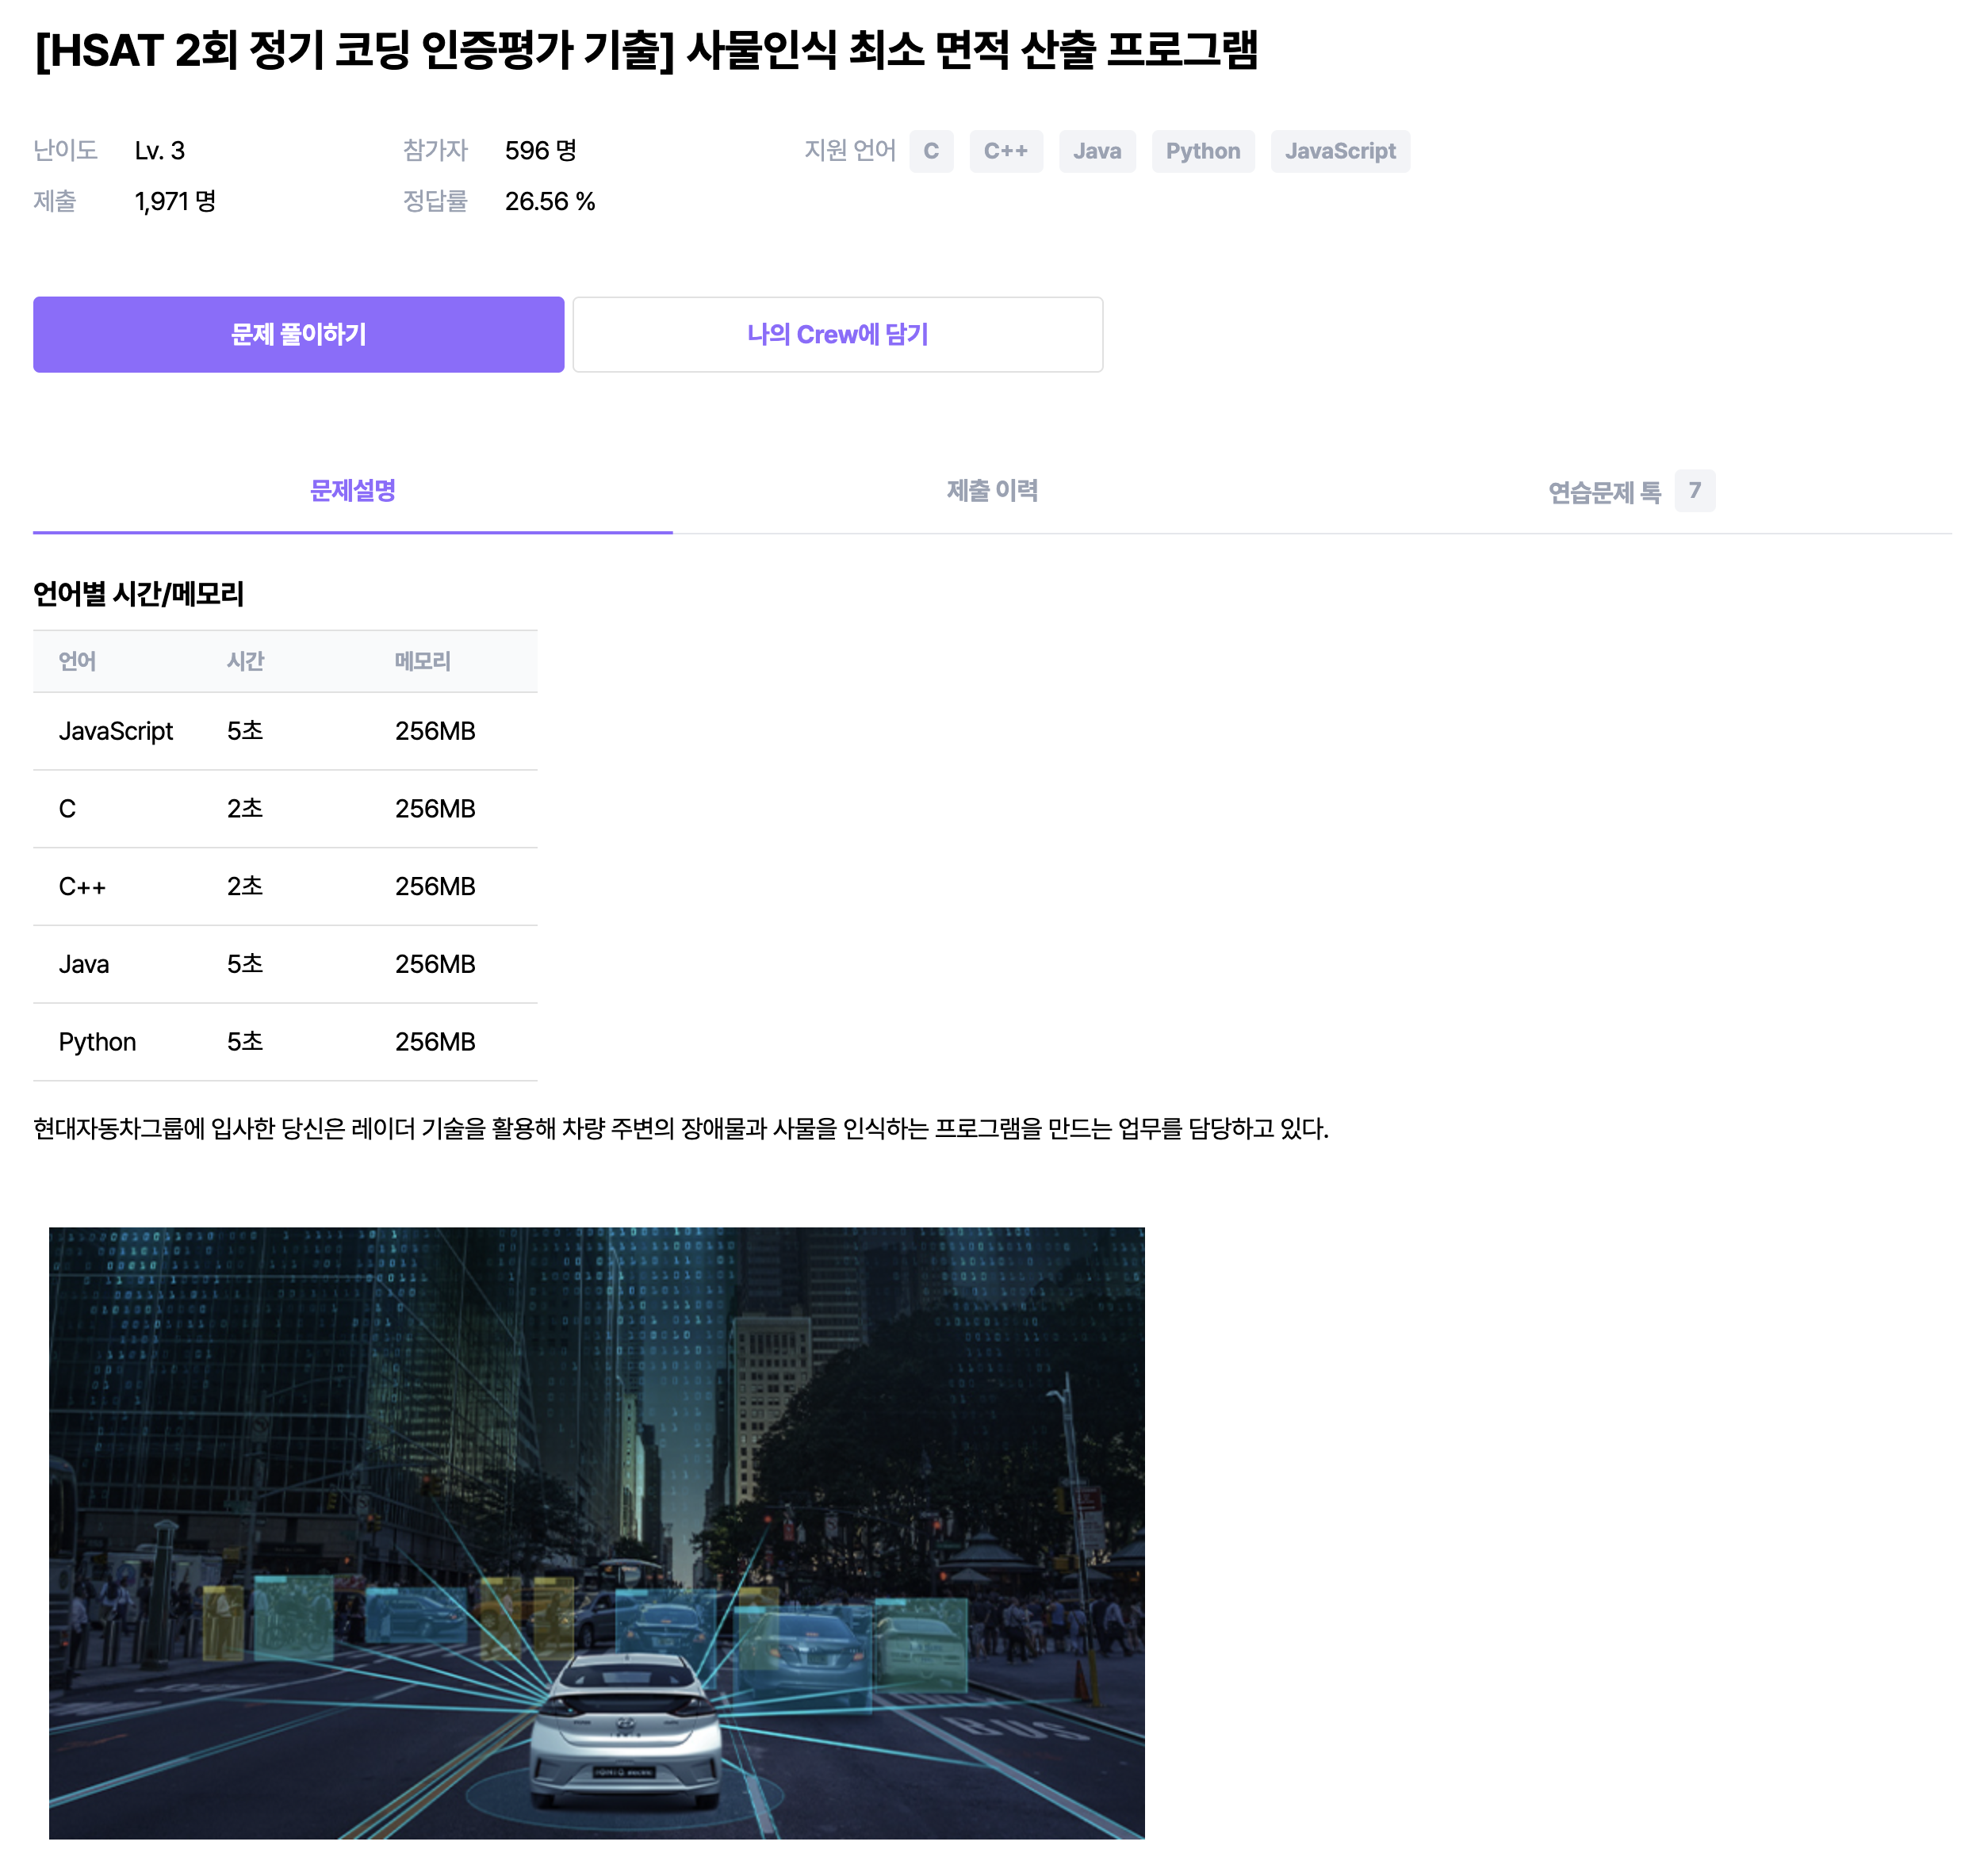 [HSAT 2회 정기 코딩 인증평가 기출] 사물인식 최소 면적 산출 프로그램
난이도 Lv. 3 참가자 596 명 지원 언어 C C++ Java Python JavaScript
제출 1,971 명 정답률 26.56 %
문제 풀이하기 나의 Crew에 담기
문제설명 제출 이력 연습문제 톡 7
언어별 시간/메모리
언어 시간 메모리
JavaScript 5초 256MB
C 2초 256MB
C++ 2초 256MB
Java 5초 256MB
Python 5초 256MB
현대자동차그룹에 입사한 당신은 레이더 기술을 활용해 차량 주변의 장애물과 사물을 인식하는 프로그램을 만드는 업무를 담당하고 있다.
BUS